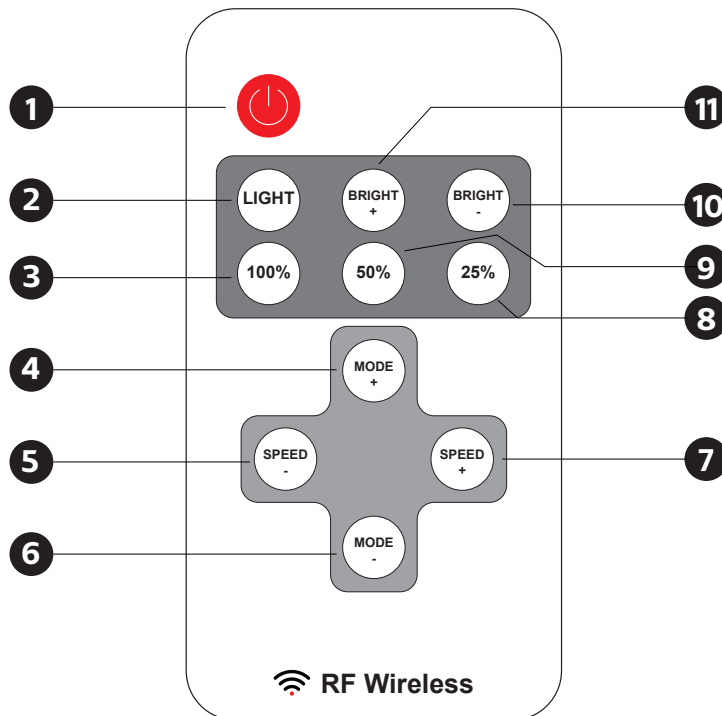 1
11
2
LIGHT
BRIGHT
+
BRIGHT
-
10
3
100%
50%
25%
9
8
4
MODE
+
5
SPEED
-
SPEED
+
7
6
MODE
-
RF Wireless